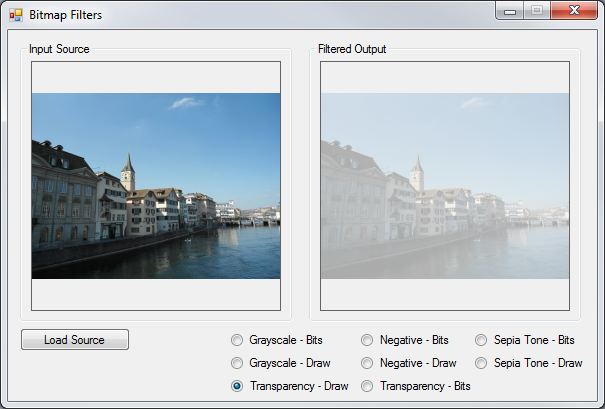 Bitmap Filters
Input Source
Filtered Output
Load Source
Grayscale - Bits
Negative - Bits
Sepia Tone - Bits
Grayscale - Draw
Negative - Draw
Sepia Tone - Draw
Transparency - Draw
Transparency - Bits